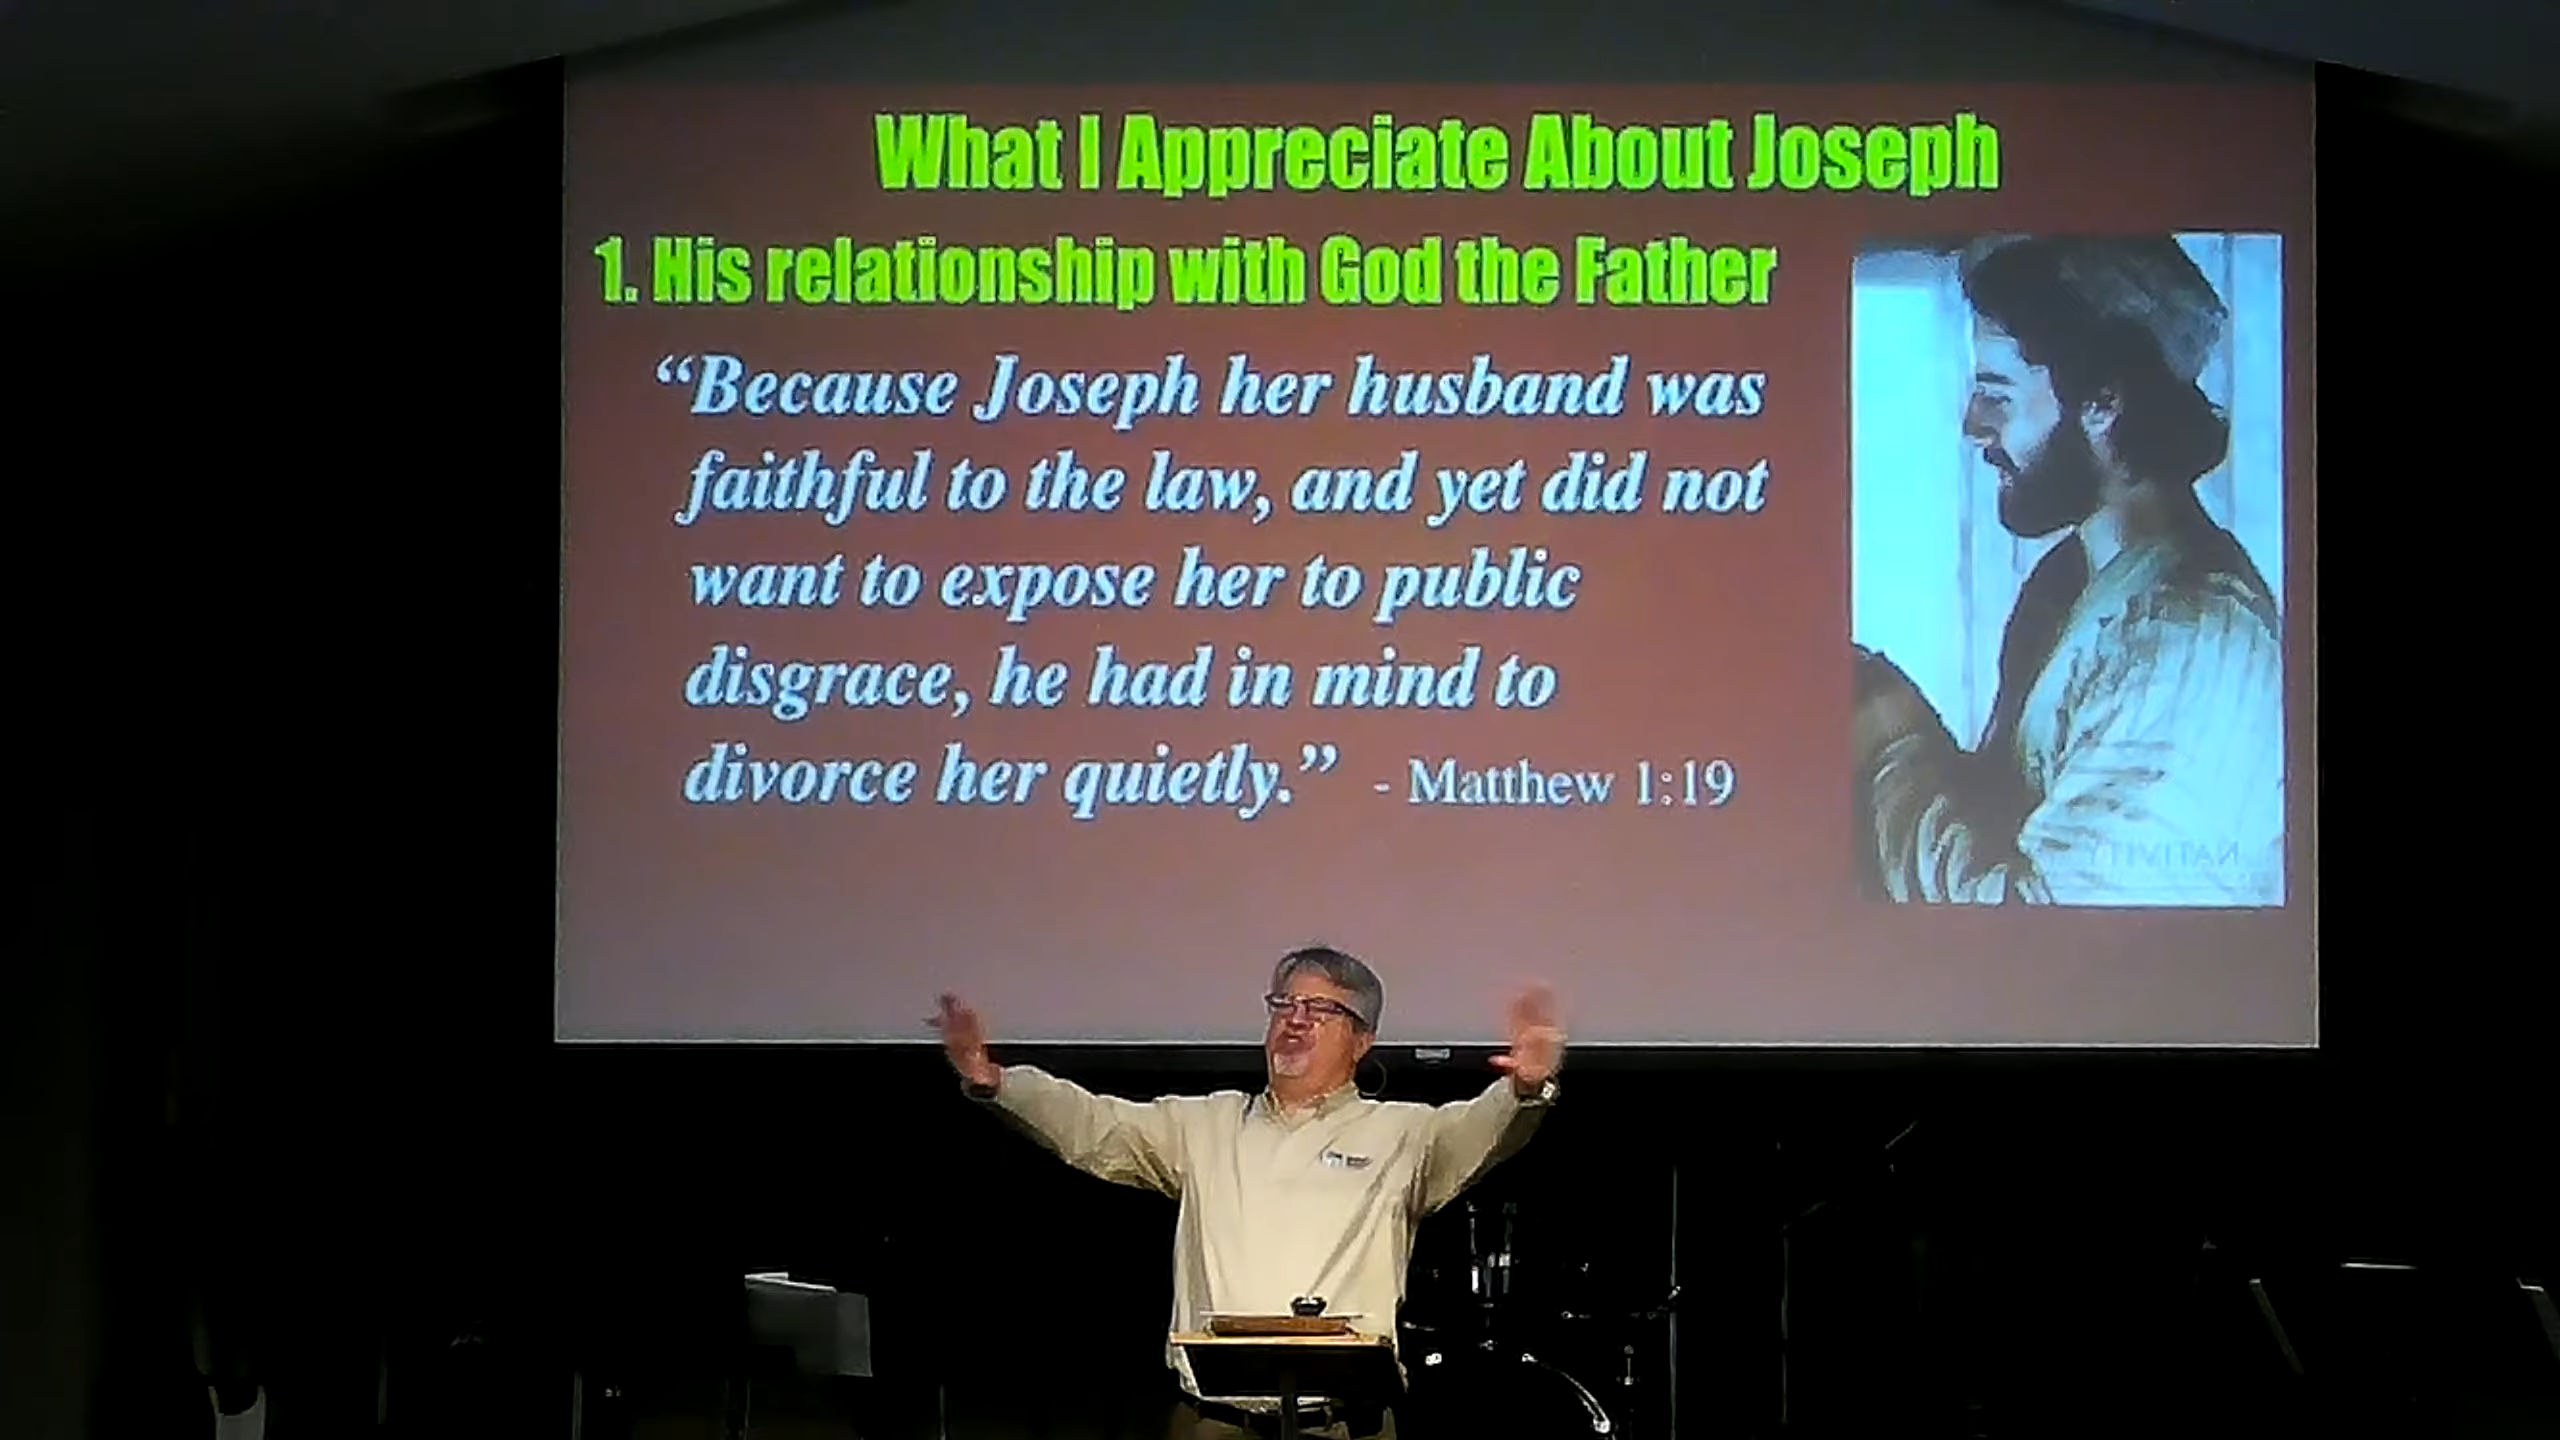 What I Appreciate About Joseph
1. His relationship with God the Father
“Because Joseph her husband was
faithful to the law, and yet did not
want to expose her to public
disgrace, he had in mind to
divorce her quietly.” - Matthew 1:19
NATIVITY